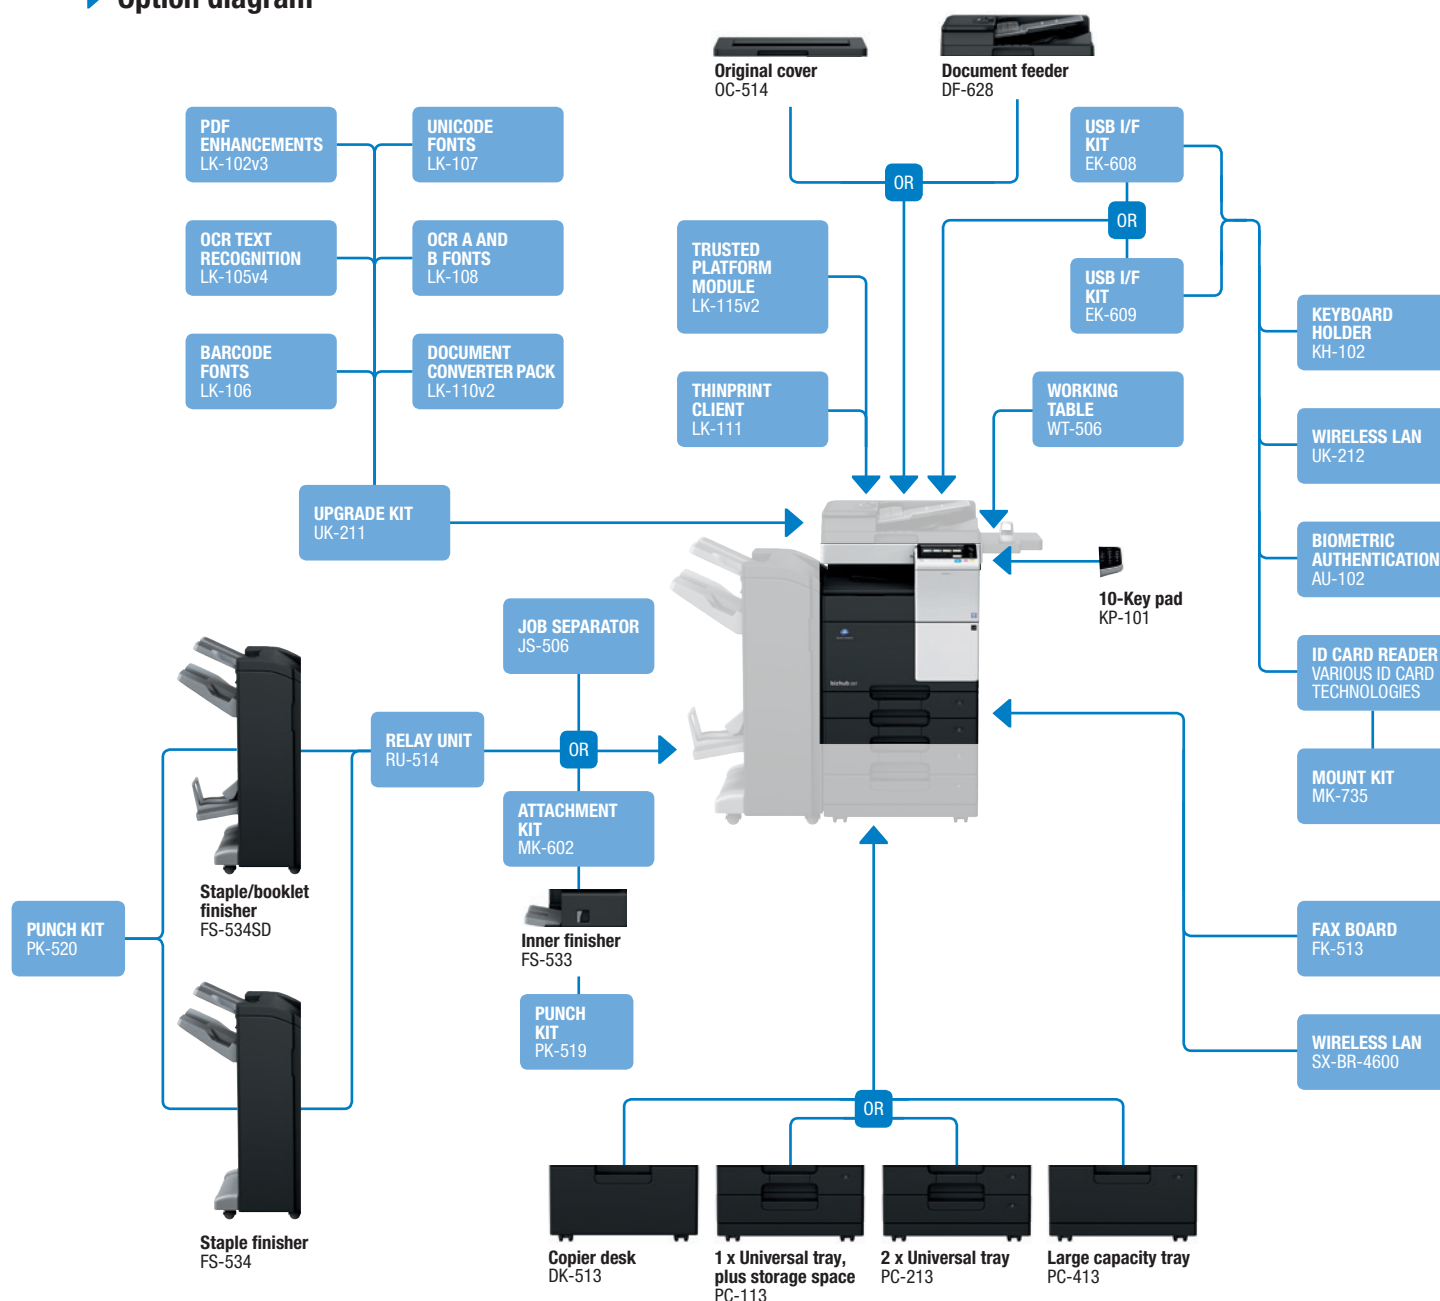 Option diagram
Original cover
OC-514
Document feeder
DF-628
PDF
ENHANCEMENTS
LK-102v3
UNICODE
FONTS
LK-107
USB I/F
KIT
EK-608
OR
OR
OCR TEXT
RECOGNITION
LK-105v4
OCR A AND
B FONTS
LK-108
TRUSTED
PLATFORM
MODULE
LK-115v2
USB I/F
KIT
EK-609
KEYBOARD
HOLDER
KH-102
BARCODE
FONTS
LK-106
DOCUMENT
CONVERTER PACK
LK-110v2
THINPRINT
CLIENT
LK-111
WORKING
TABLE
WT-506
WIRELESS LAN
UK-212
UPGRADE KIT
UK-211
BIOMETRIC
AUTHENTICATION
AU-102
10-Key pad
KP-101
JOB SEPARATOR
JS-506
ID CARD READER
VARIOUS ID CARD
TECHNOLOGIES
bizhub
RELAY UNIT
RU-514
OR
MOUNT KIT
MK-735
ATTACHMENT
KIT
MK-602
Staple/booklet
finisher
FS-534SD
PUNCH KIT
PK-520
Inner finisher
FS-533
FAX BOARD
FK-513
PUNCH
KIT
PK-519
WIRELESS LAN
SX-BR-4600
OR
Staple finisher
FS-534
Copier desk
DK-513
1 x Universal tray,
plus storage space
PC-113
2 x Universal tray
PC-213
Large capacity tray
PC-413